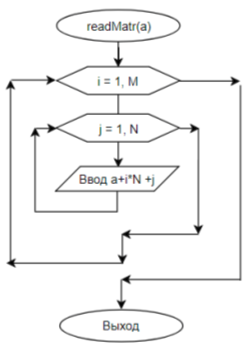 readMatr(a)
i = 1, M
j = 1, N
Ввод a+i*N +j
Выход